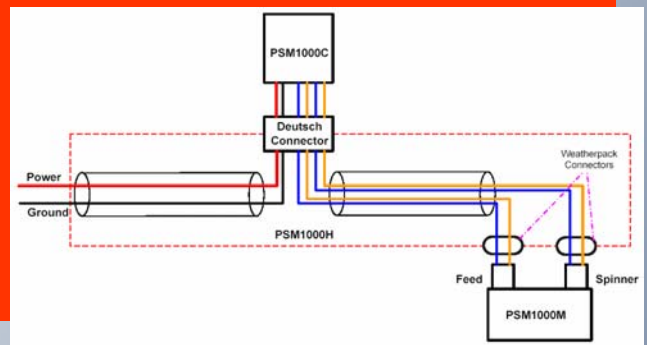 PSM1000C
Deutsch
Connector
Weatherpack
Connectors
Power
Ground
PSM1000H
Feed
Spinner
PSM1000M